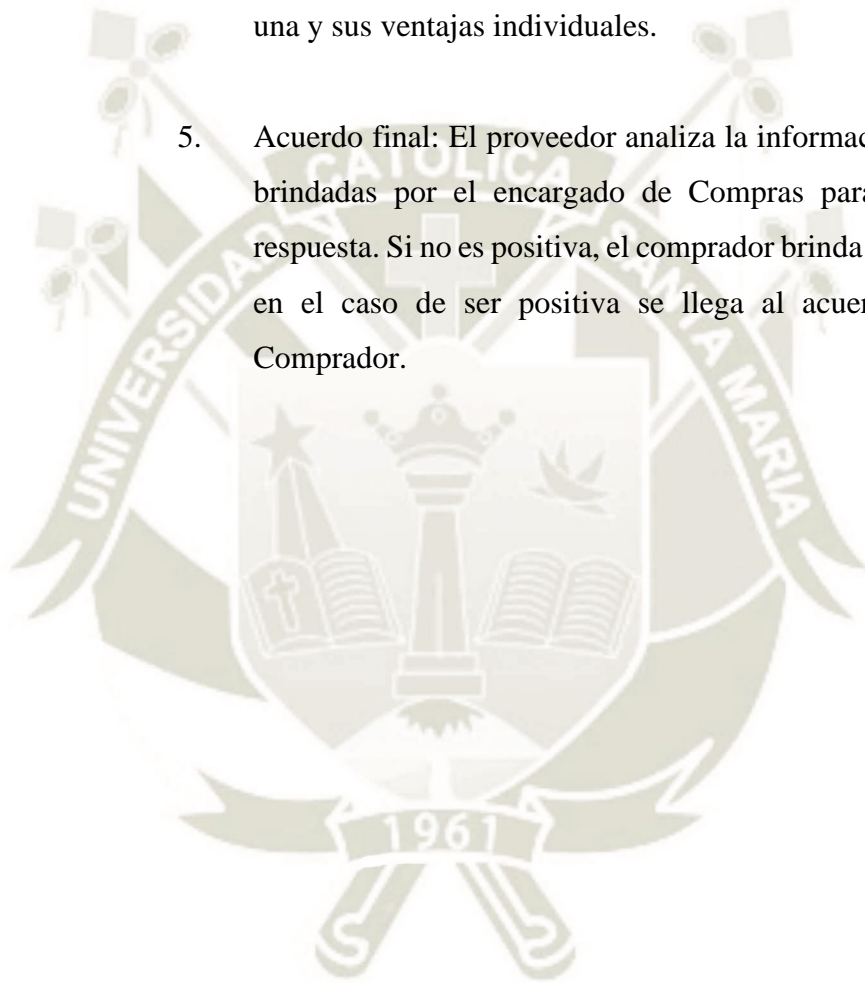 una y sus ventajas individuales.
5. Acuerdo final: El proveedor analiza la informac
brindadas por el encargado de Compras para
respuesta. Si no es positiva, el comprador brinda
en el caso de ser positiva se llega al acuer
Comprador.
UNIVERSIDAD CATOLICA SANTA MARIA
1961